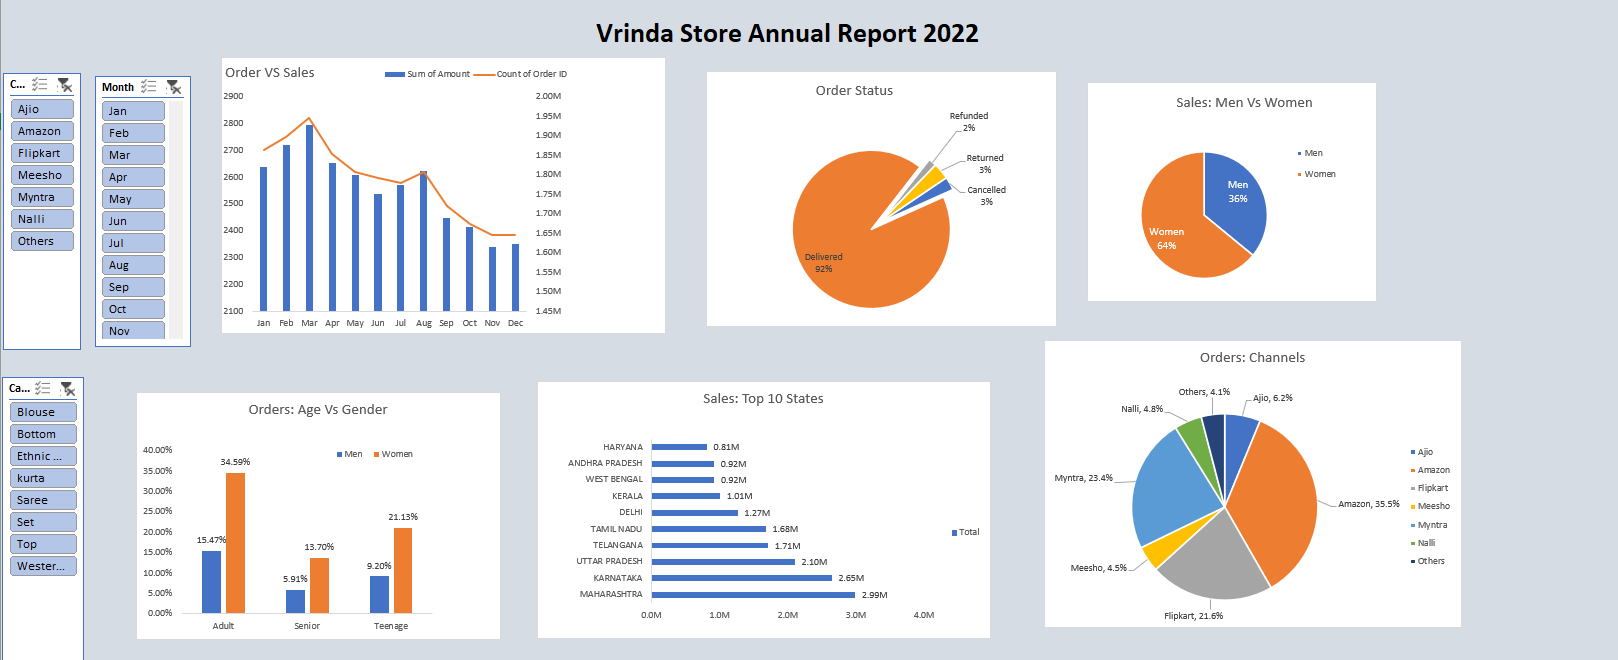 Vrinda Store Annual Report 2022
C...
Ajio
Amazon
Flipkart
Meesho
Myntra
Nalli
Others
Month
Jan
Feb
Mar
Apr
May
Jun
Jul
Aug
Sep
Oct
Nov
Order VS Sales
Sum of Amount
Count of Order ID
2900
2800
2700
2600
2500
2400
2300
2200
2100
2.00M
1.95M
1.90M
1.85M
1.80M
1.75M
1.70M
1.65M
1.60M
1.55M
1.50M
1.45M
Jan Feb Mar Apr May Jun Jul Aug Sep Oct Nov Dec
Order Status
Refunded
2%
Returned
3%
Cancelled
3%
Delivered
92%
Sales: Men Vs Women
Men
Women
Men
36%
Women
64%
Ca...
Blouse
Bottom
Ethnic ...
kurta
Saree
Set
Top
Wester...
Orders: Age Vs Gender
Men
Women
40.00%
35.00%
30.00%
25.00%
20.00%
15.00%
10.00%
5.00%
0.00%
15.47%
34.59%
5.91%
13.70%
9.20%
21.13%
Adult Senior Teenage
Sales: Top 10 States
HARYANA 0.81M
ANDHRA PRADESH 0.92M
WEST BENGAL 0.92M
KERALA 1.01M
DELHI 1.27M
TAMIL NADU 1.68M
TELANGANA 1.71M
UTTAR PRADESH 2.10M
KARNATAKA 2.65M
MAHARASHTRA 2.99M
0.0M 1.0M 2.0M 3.0M 4.0M
Total
Orders: Channels
Others, 4.1%
Ajio, 6.2%
Nalli, 4.8%
Myntra, 23.4%
Amazon, 35.5%
Meesho, 4.5%
Flipkart, 21.6%
Ajio
Amazon
Flipkart
Meesho
Myntra
Nalli
Others